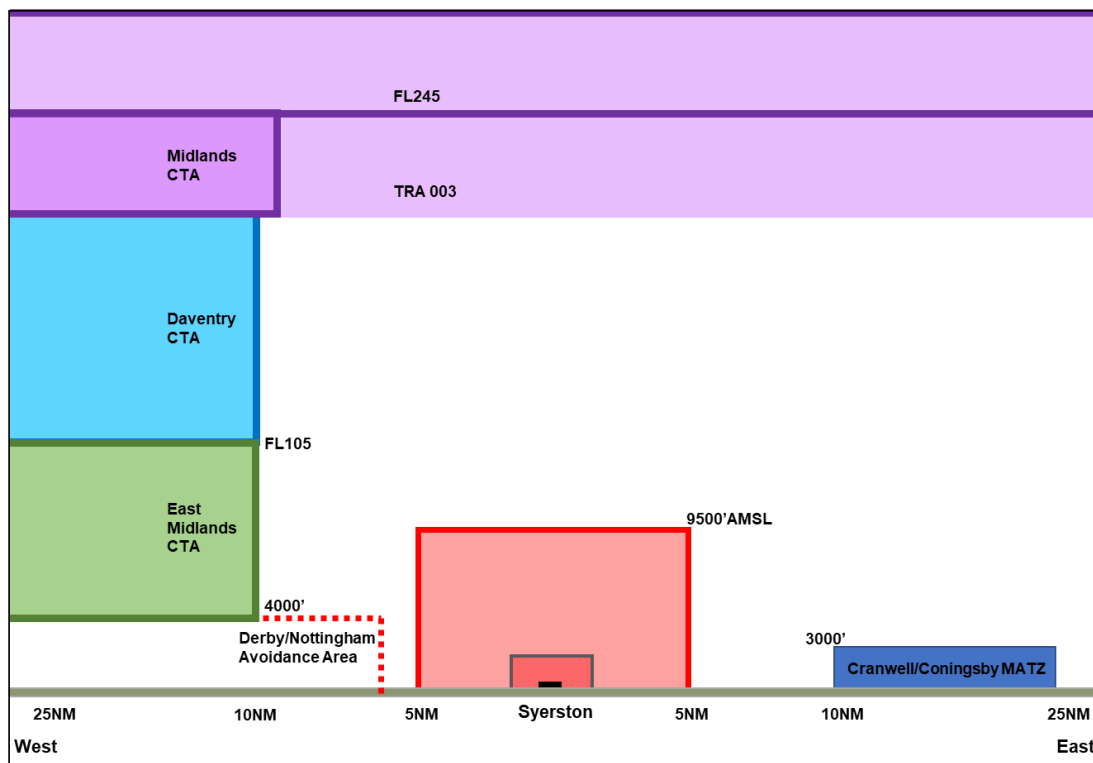 FL245
Midlands
CTA
TRA 003
Daventry
CTA
FL105
East
Midlands
CTA
9500'AMSL
4000'
Derby/Nottingham
Avoidance Area
3000'
Cranwell/Coningsby MATZ
25NM
10NM
5NM
Syerston
5NM
10NM
25NM
West
East